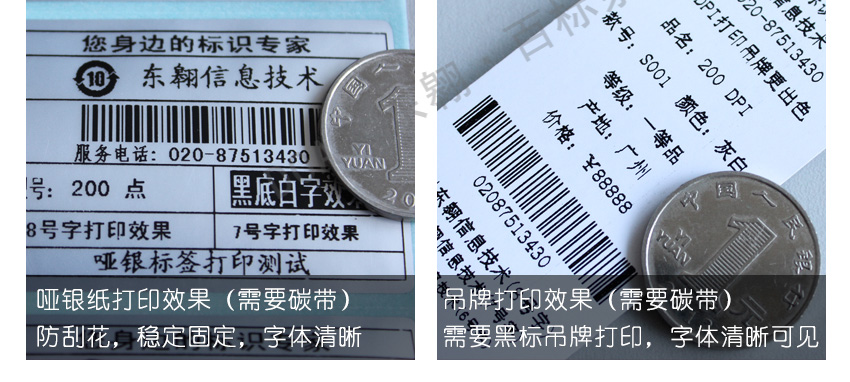 您身边的标识专家
10
东翱信息技术
服务电话: 020-87513430
号: 200 点
黑底白字效
8号字打印效果
7号字打印效果
哑银标签打印测试
哑银纸打印效果（需要碳带）
防刮花，稳定固定，字体清晰
1
YI
YUAN
20
DPI打印吊牌更出色
020-87513430
品名: 200 DPI
款号: S001 颜色: 灰白
等级: 一等品
产地: 广州
价格: ¥88888
02087513430
东翱信息技术
中国人民银行
1
YI
YUAN
吊牌打印效果（需要碳带）
需要黑标吊牌打印，字体清晰可见